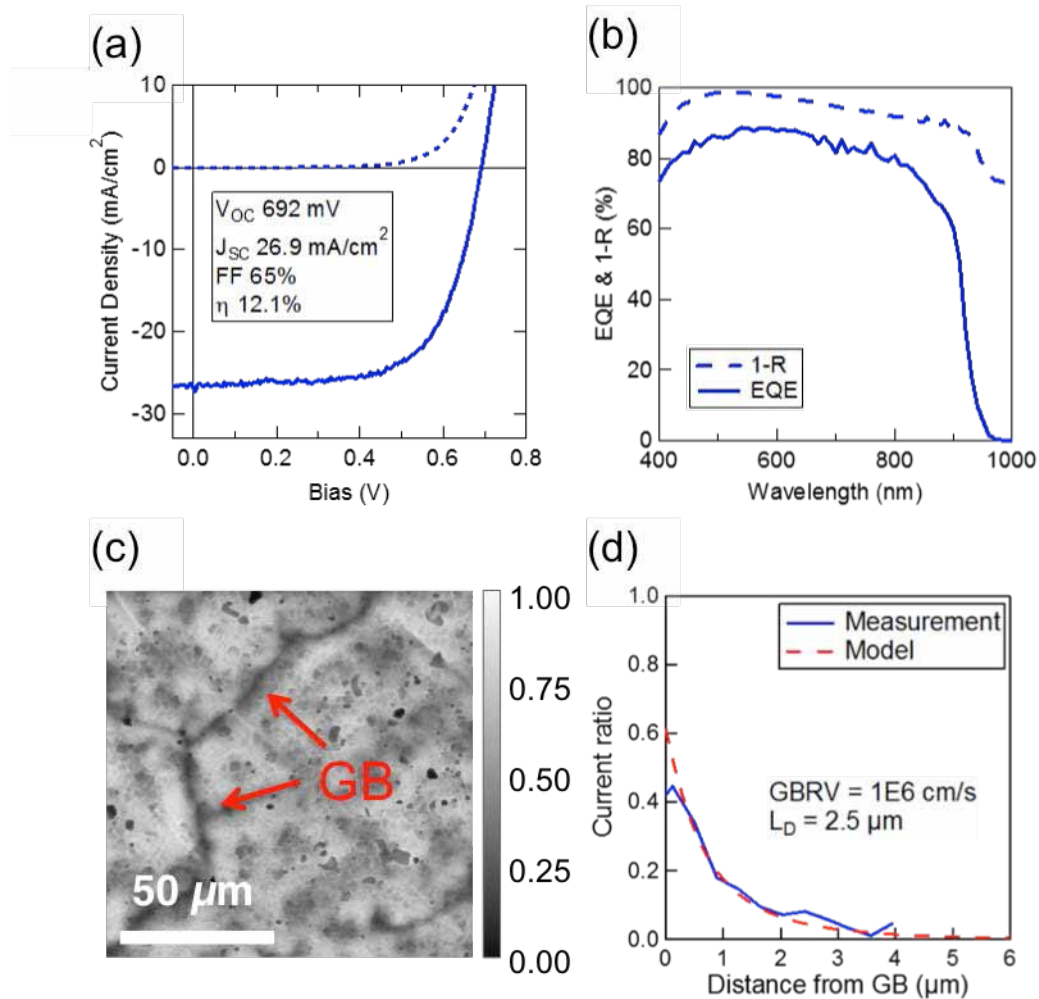 (a)
10
0
-10
-20
-30
Current Density (mA/cm²)
V_OC 692 mV
J_SC 26.9 mA/cm²
FF 65%
η 12.1%
0.0 0.2 0.4 0.6 0.8
Bias (V)
(b)
100
80
60
40
20
0
EQE & 1-R (%)
1-R
EQE
400 600 800 1000
Wavelength (nm)
(c)
GB
50 μm
1.00
0.75
0.50
0.25
0.00
(d)
1.0
0.8
0.6
0.4
0.2
0.0
Current ratio
Measurement
Model
GBRV = 1E6 cm/s
L_D = 2.5 μm
0 1 2 3 4 5 6
Distance from GB (μm)